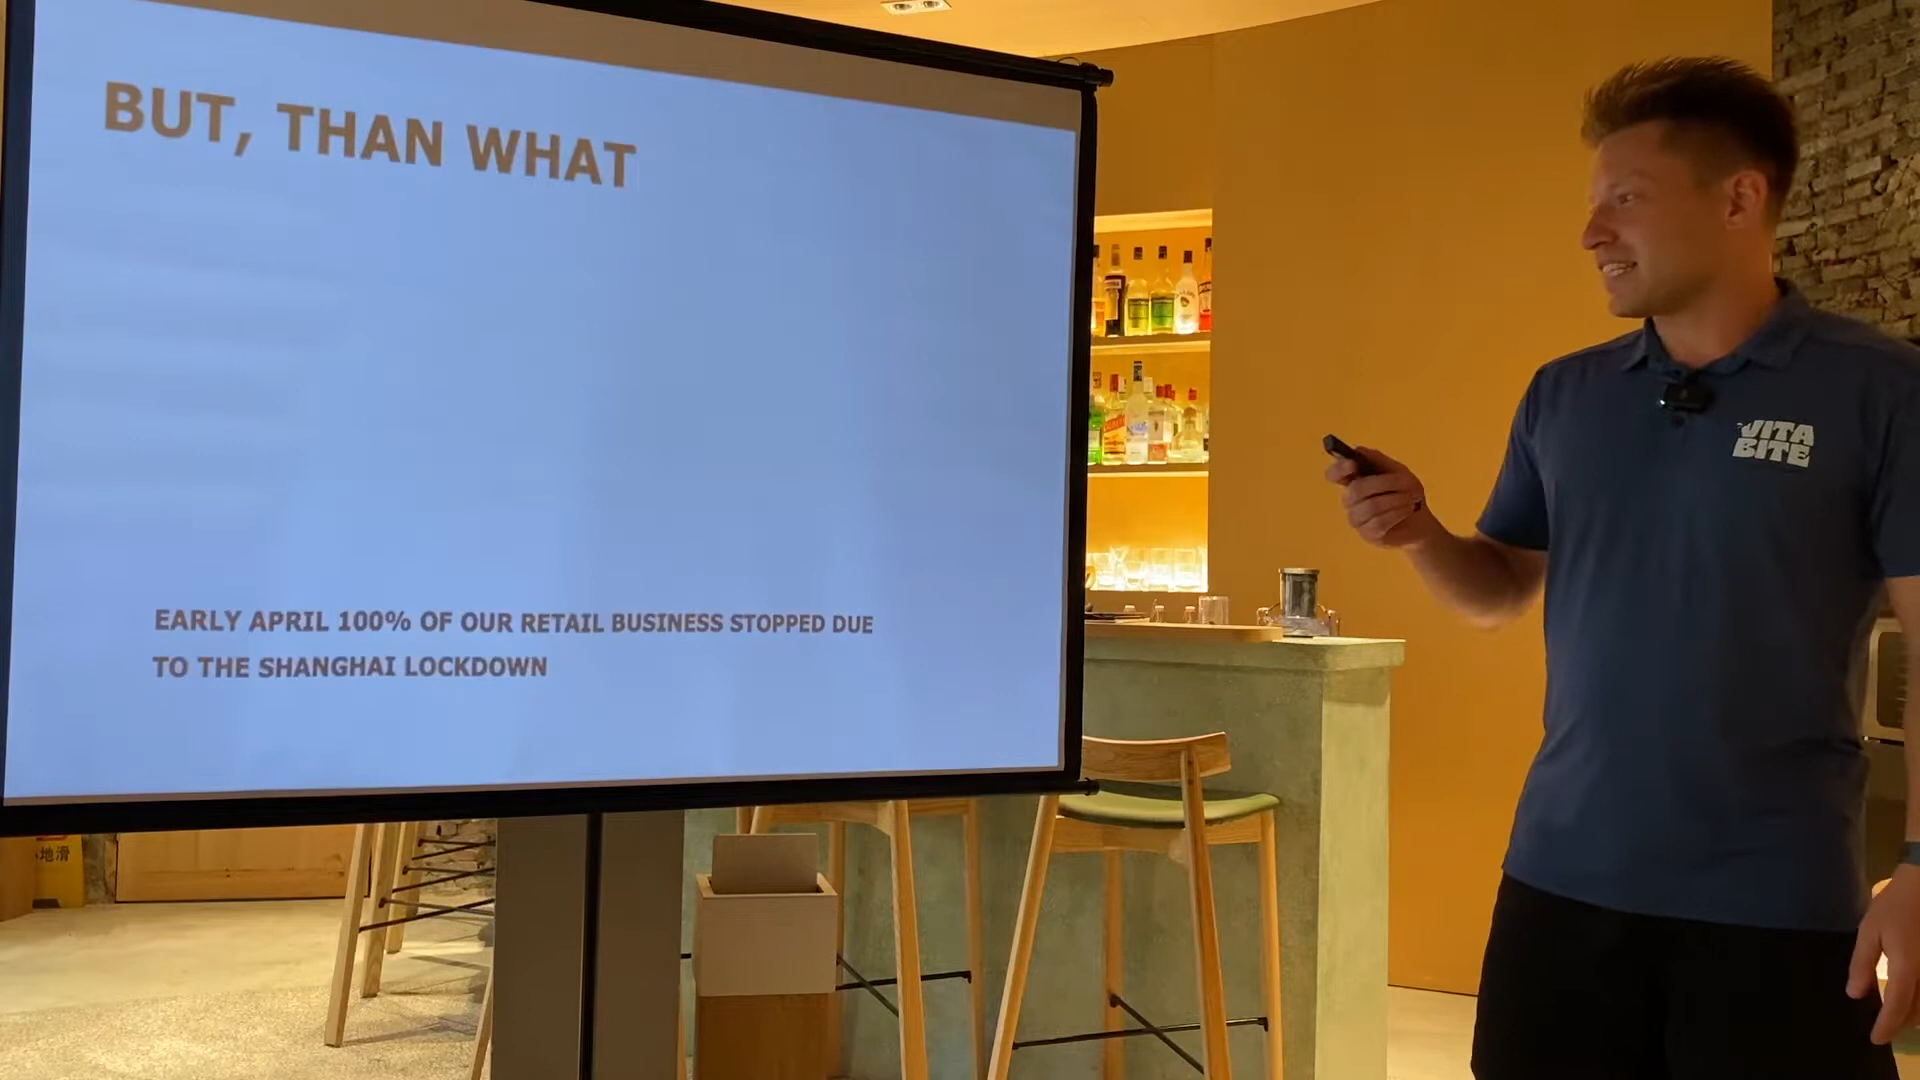 BUT, THAN WHAT
EARLY APRIL 100% OF OUR RETAIL BUSINESS STOPPED DUE
TO THE SHANGHAI LOCKDOWN
VITA
BITE
地滑